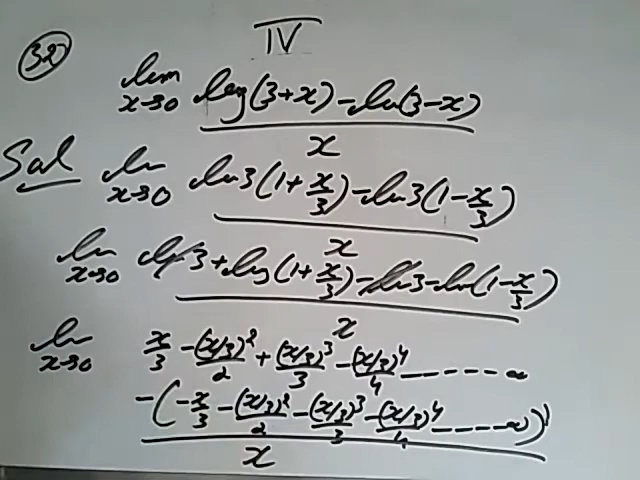 IV
32
lim x→0 (log(3+x) - ln(3-x)) / x
Sol lim x→0 (ln 3(1+x/3) - ln 3(1-x/3)) / x
lim x→0 (ln 3 + log(1+x/3) - ln 3 - ln(1-x/3)) / x
lim x→0 x/3 - (x/3)²/2 + (x/3)³/3 - (x/3)⁴/4 ------ ∞
-(-x/3 - (x/3)²/2 - (x/3)³/3 - (x/3)⁴/4 ----- ∞)
x